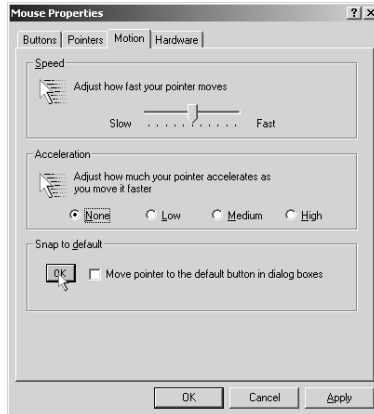 Mouse Properties
Buttons Pointers Motion Hardware
Speed
Adjust how fast your pointer moves
Slow Fast
Acceleration
Adjust how much your pointer accelerates as
you move it faster
None Low Medium High
Snap to default
OK Move pointer to the default button in dialog boxes
OK Cancel Apply